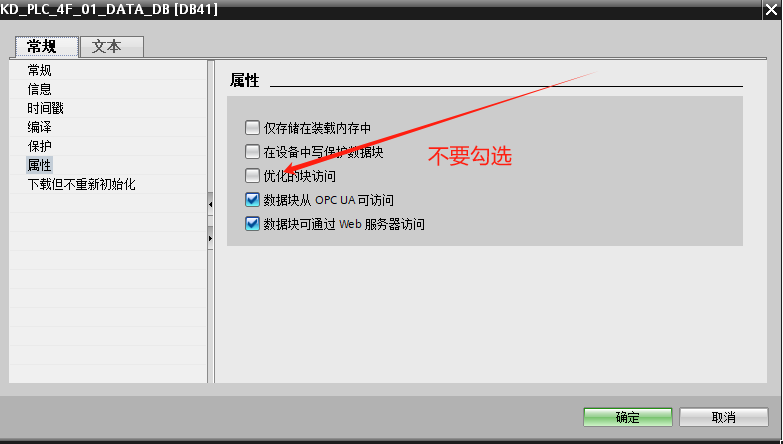 KD_PLC_4F_01_DATA_DB [DB41]
常规
文本
常规
信息
时间戳
编译
保护
属性
下载但不重新初始化
属性
仅存储在装载内存中
在设备中写保护数据块
优化的块访问
数据块从 OPC UA 可访问
数据块可通过 Web 服务器访问
不要勾选
确定
取消